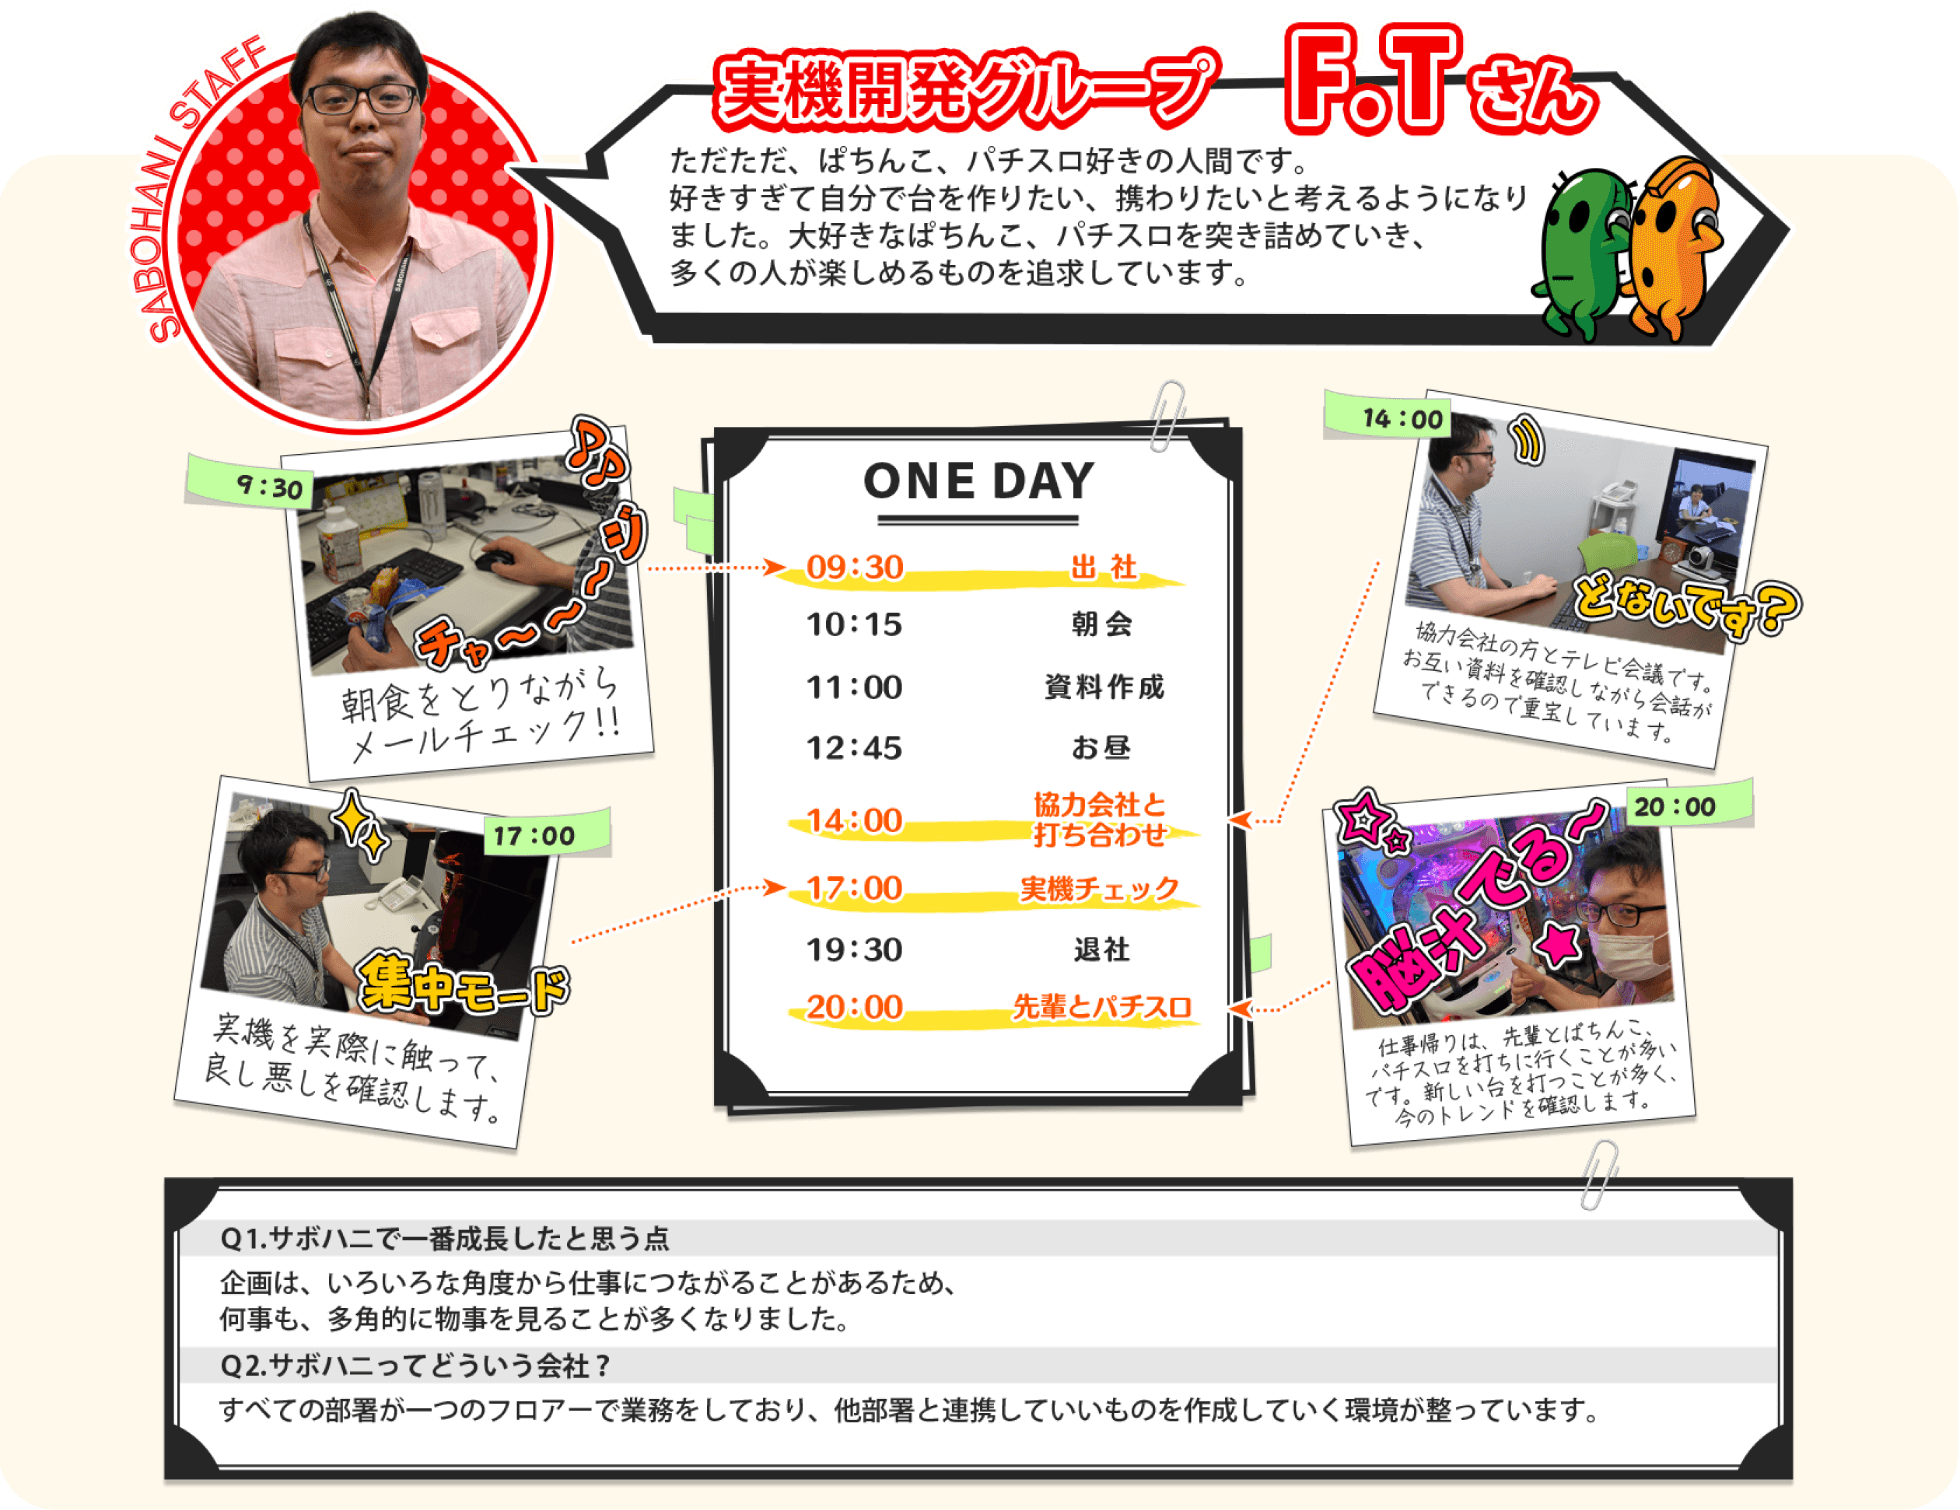 SABOHANI STAFF
実機開発グループ F.Tさん
ただただ、ぱちんこ、パチスロ好きの人間です。
好きすぎて自分で台を作りたい、携わりたいと考えるようになり
ました。大好きなぱちんこ、パチスロを突き詰めていき、
多くの人が楽しめるものを追求しています。
9:30
チャ〜〜〜〜ジ
朝食をとりながら
メールチェック!!
17:00
集中モード
実機を実際に触って、
良し悪しを確認します。
ONE DAY
09:30 出社
10:15 朝会
11:00 資料作成
12:45 お昼
14:00 協力会社と
打ち合わせ
17:00 実機チェック
19:30 退社
20:00 先輩とパチスロ
14:00
どないです?
協力会社の方とテレビ会議です。
お互い資料を確認しながら会話が
できるので重宝しています。
20:00
脳汁でる〜
仕事帰りは、先輩とぱちんこ、
パチスロを打ちに行くことが多い
です。新しい台を打つことが多く、
今のトレンドを確認します。
Q1.サボハニで一番成長したと思う点
企画は、いろいろな角度から仕事につながることがあるため、
何事も、多角的に物事を見ることが多くなりました。
Q2.サボハニってどういう会社？
すべての部署が一つのフロアーで業務をしており、他部署と連携していいものを作成していく環境が整っています。